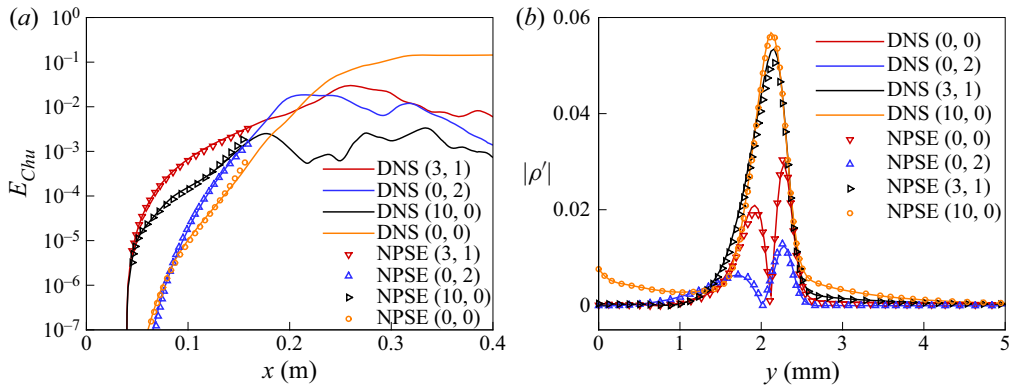 (a)
10^0
10^-1
10^-2
10^-3
10^-4
10^-5
10^-6
10^-7
E_Chu
0 0.1 0.2 0.3 0.4
x (m)
DNS (3, 1)
DNS (0, 2)
DNS (10, 0)
DNS (0, 0)
NPSE (3, 1)
NPSE (0, 2)
NPSE (10, 0)
NPSE (0, 0)
(b)
0.06
0.04
0.02
0
|ρ′|
0 1 2 3 4 5
y (mm)
DNS (0, 0)
DNS (0, 2)
DNS (3, 1)
DNS (10, 0)
NPSE (0, 0)
NPSE (0, 2)
NPSE (3, 1)
NPSE (10, 0)